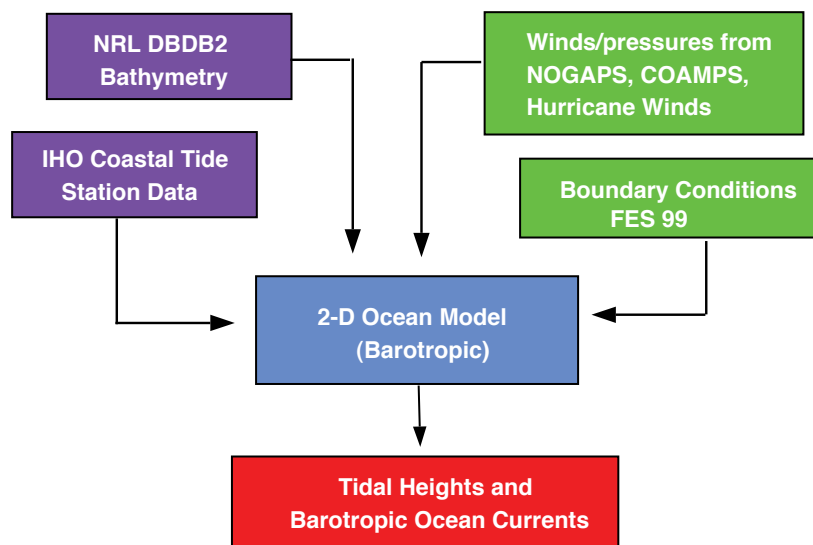 NRL DBDB2
Bathymetry
Winds/pressures from
NOGAPS, COAMPS,
Hurricane Winds
IHO Coastal Tide
Station Data
Boundary Conditions
FES 99
2-D Ocean Model
(Barotropic)
Tidal Heights and
Barotropic Ocean Currents